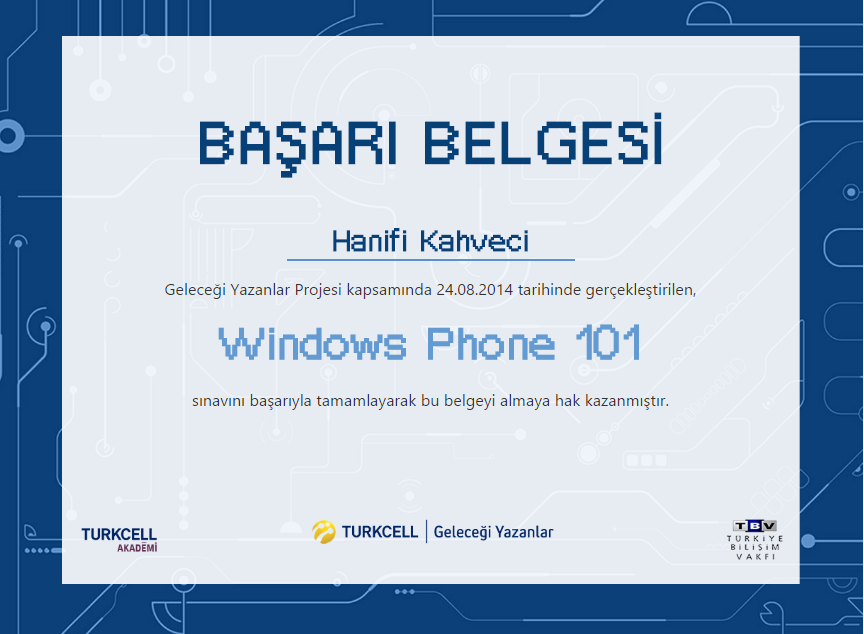 BAŞARI BELGESİ
Hanifi Kahveci
Geleceği Yazanlar Projesi kapsamında 24.08.2014 tarihinde gerçekleştirilen,
Windows Phone 101
sınavını başarıyla tamamlayarak bu belgeyi almaya hak kazanmıştır.
TURKCELL
AKADEMİ
TURKCELL | Geleceği Yazanlar
TBV
TÜRKİYE
BİLİŞİM
VAKFI